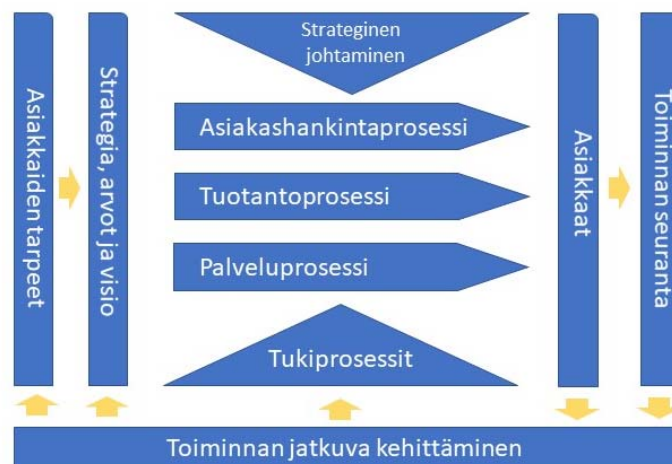 Asiakkaiden tarpeet
Strategia, arvot ja visio
Strateginen
johtaminen
Asiakashankintaprosessi
Tuotantoprosessi
Palveluprosessi
Tukiprosessit
Asiakkaat
Toiminnan seuranta
Toiminnan jatkuva kehittäminen